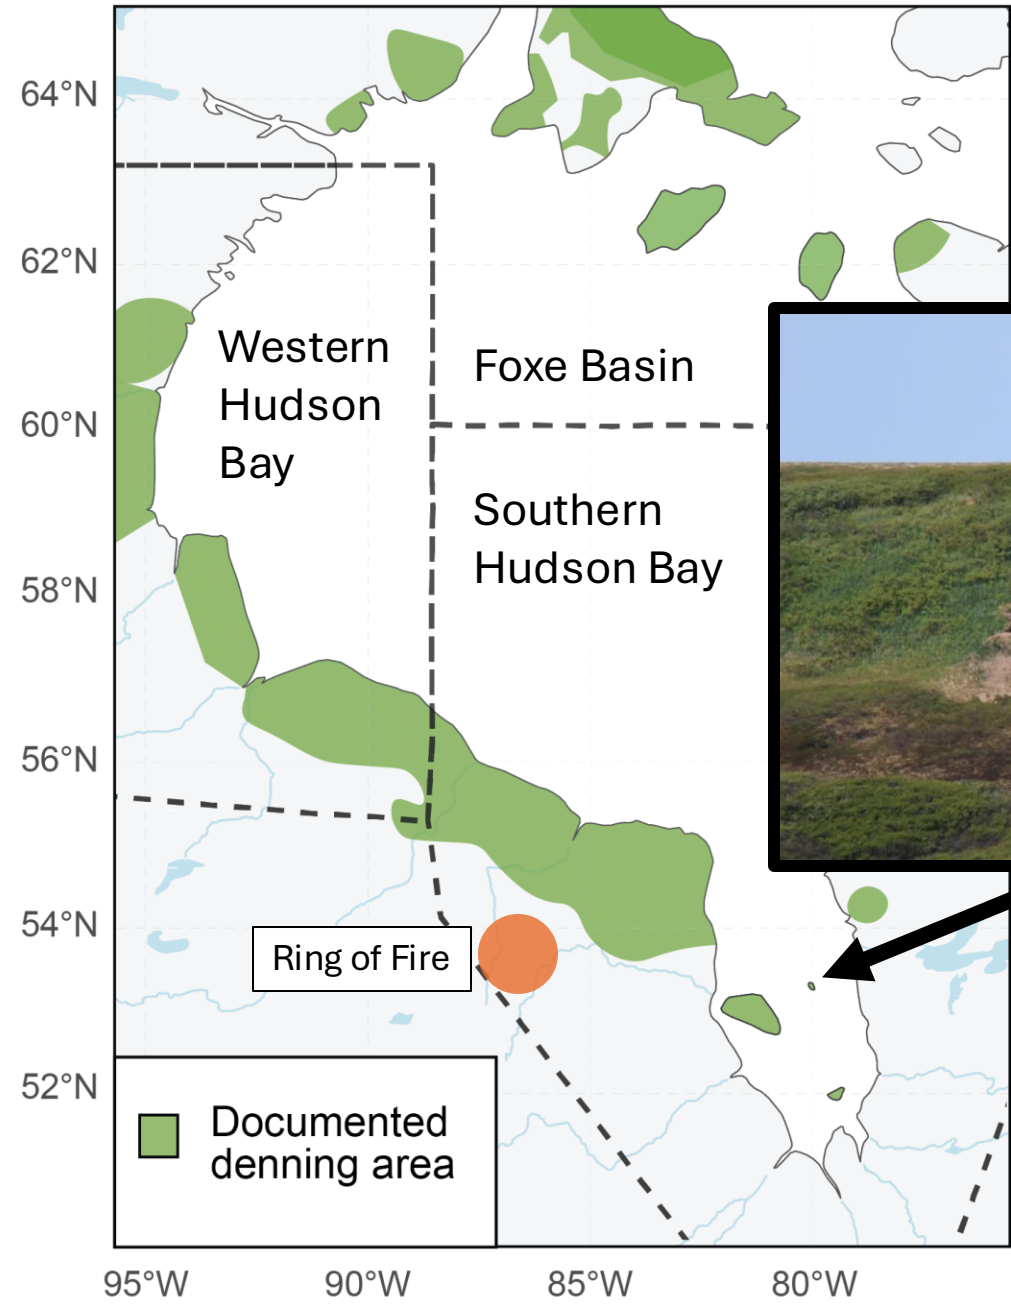 64°N
62°N
60°N
58°N
56°N
54°N
52°N
Western
Hudson
Bay
Foxe Basin
Southern
Hudson Bay
Ring of Fire
Documented
denning area
95°W
90°W
85°W
80°W